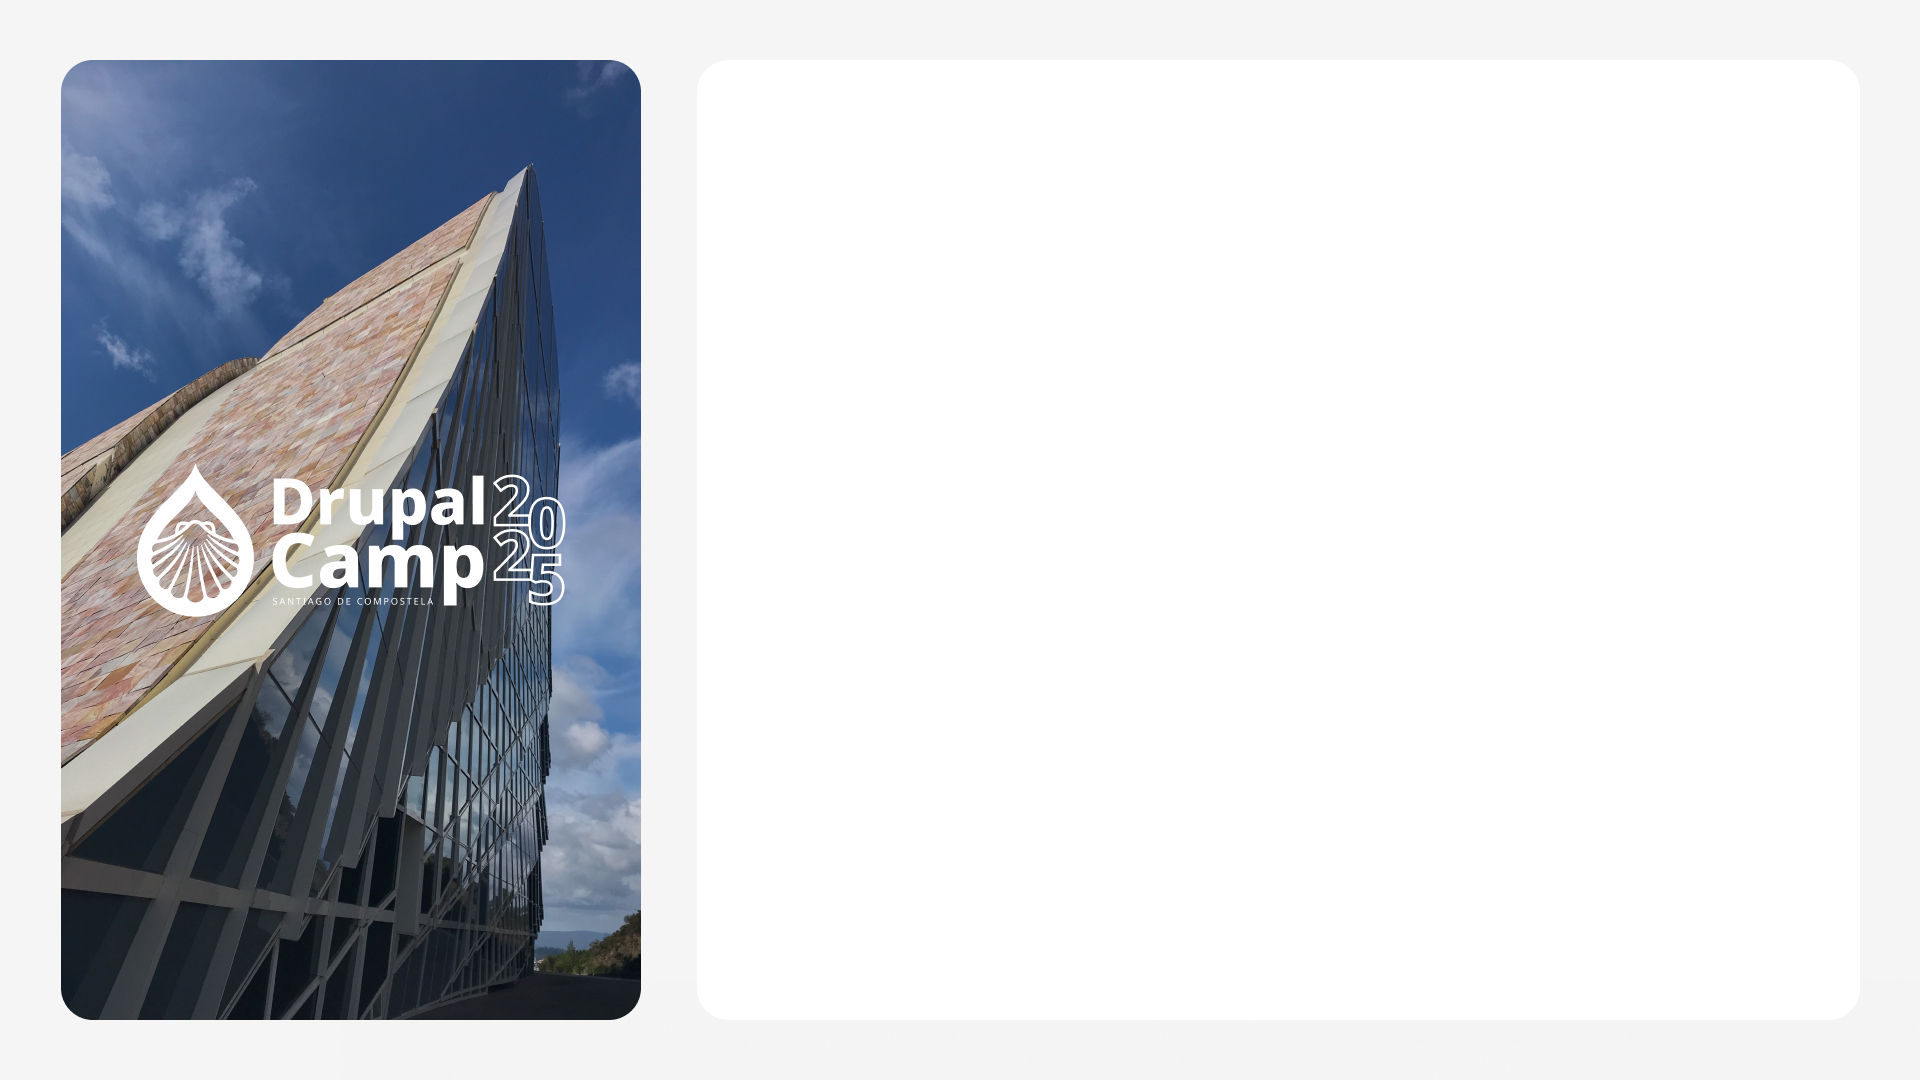 Drupal
Camp
2025
SANTIAGO DE COMPOSTELA